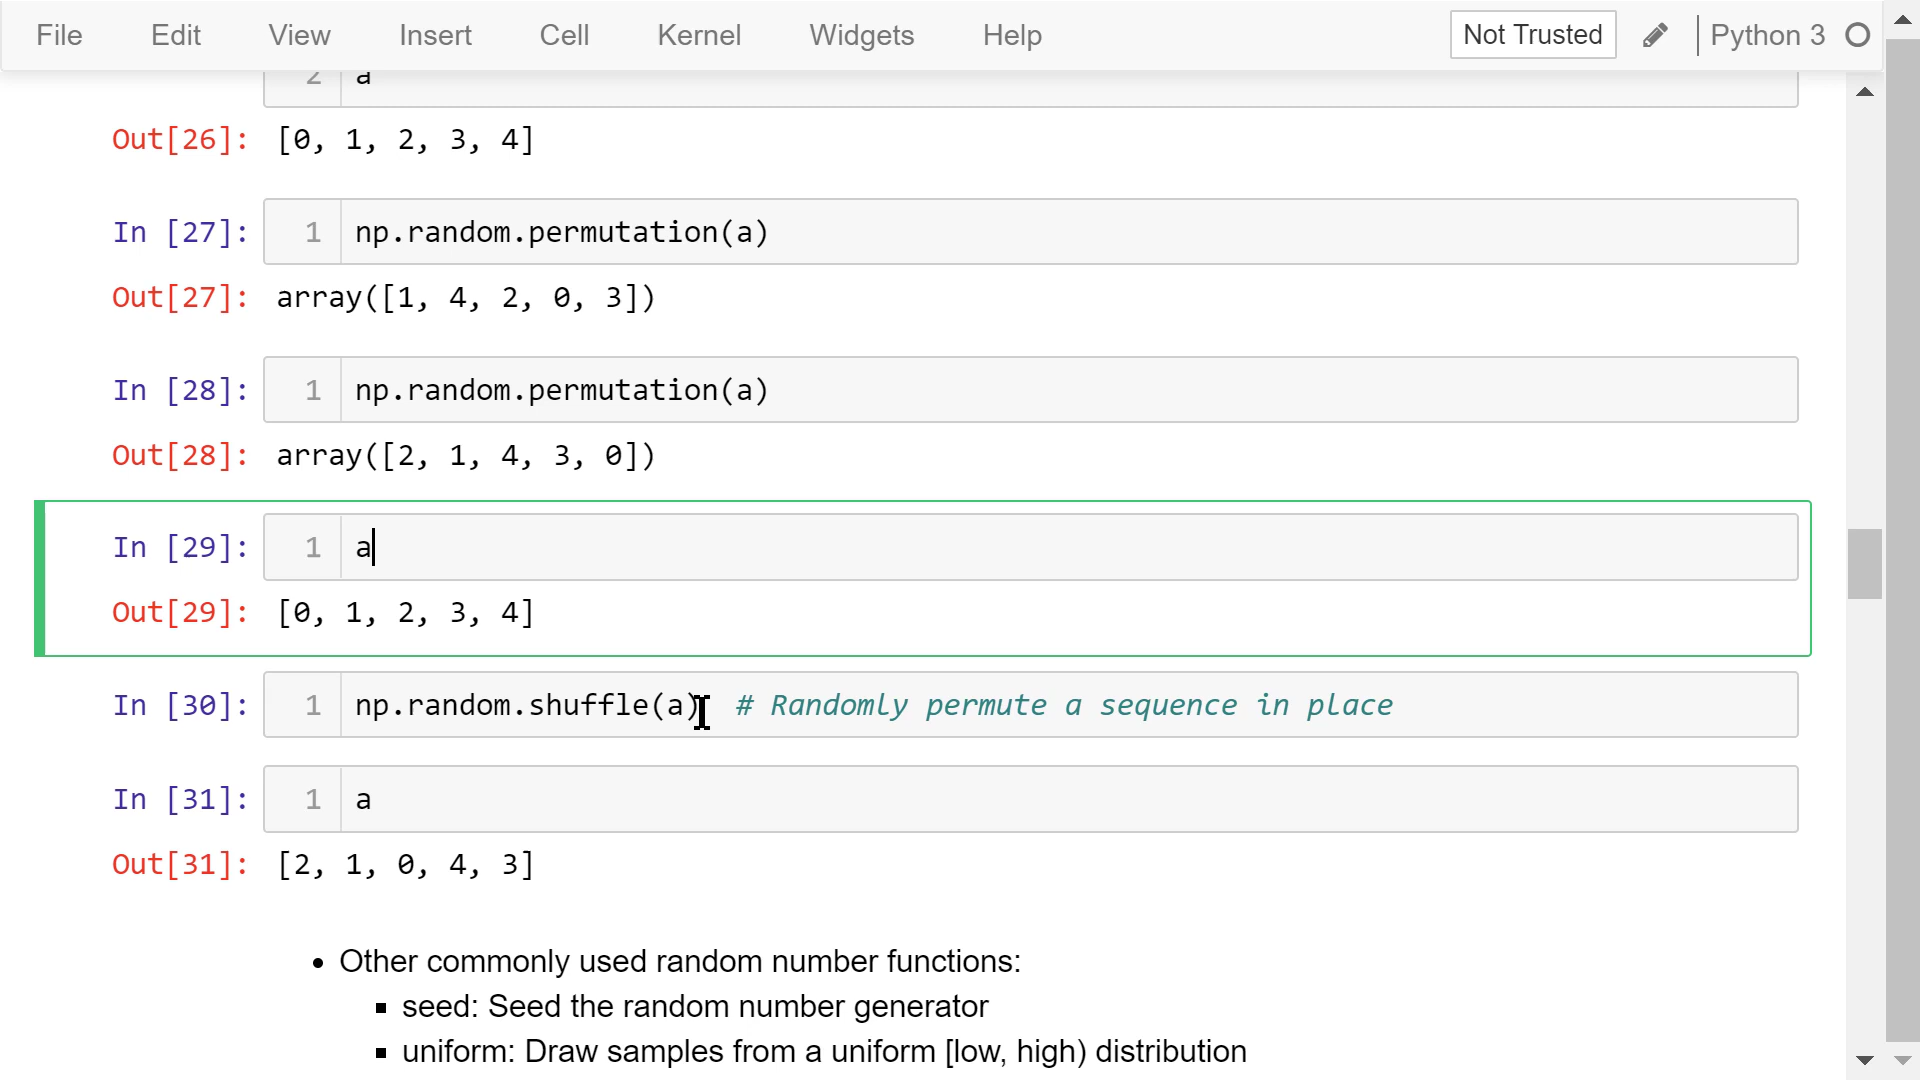 File Edit View Insert Cell Kernel Widgets Help Not Trusted Python 3
2 a
Out[26]: [0, 1, 2, 3, 4]
In [27]: 1 np.random.permutation(a)
Out[27]: array([1, 4, 2, 0, 3])
In [28]: 1 np.random.permutation(a)
Out[28]: array([2, 1, 4, 3, 0])
In [29]: 1 a
Out[29]: [0, 1, 2, 3, 4]
In [30]: 1 np.random.shuffle(a) # Randomly permute a sequence in place
In [31]: 1 a
Out[31]: [2, 1, 0, 4, 3]
• Other commonly used random number functions:
▪ seed: Seed the random number generator
▪ uniform: Draw samples from a uniform [low, high) distribution